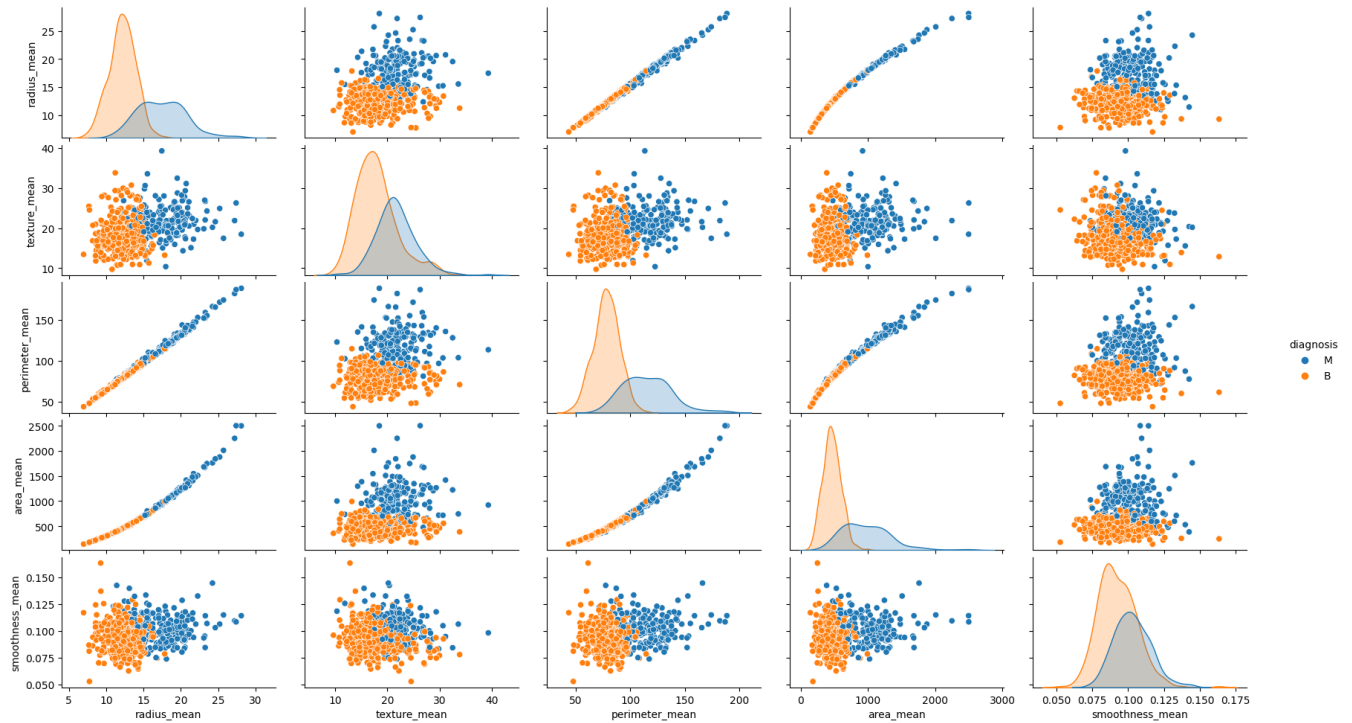 radius_mean
25
20
15
10
texture_mean
40
30
20
10
perimeter_mean
150
100
50
area_mean
2500
2000
1500
1000
500
smoothness_mean
0.150
0.125
0.100
0.075
0.050
5 10 15 20 25 30
radius_mean
10 20 30 40
texture_mean
50 100 150 200
perimeter_mean
0 1000 2000 3000
area_mean
0.050 0.075 0.100 0.125 0.150 0.175
smoothness_mean
diagnosis
M
B